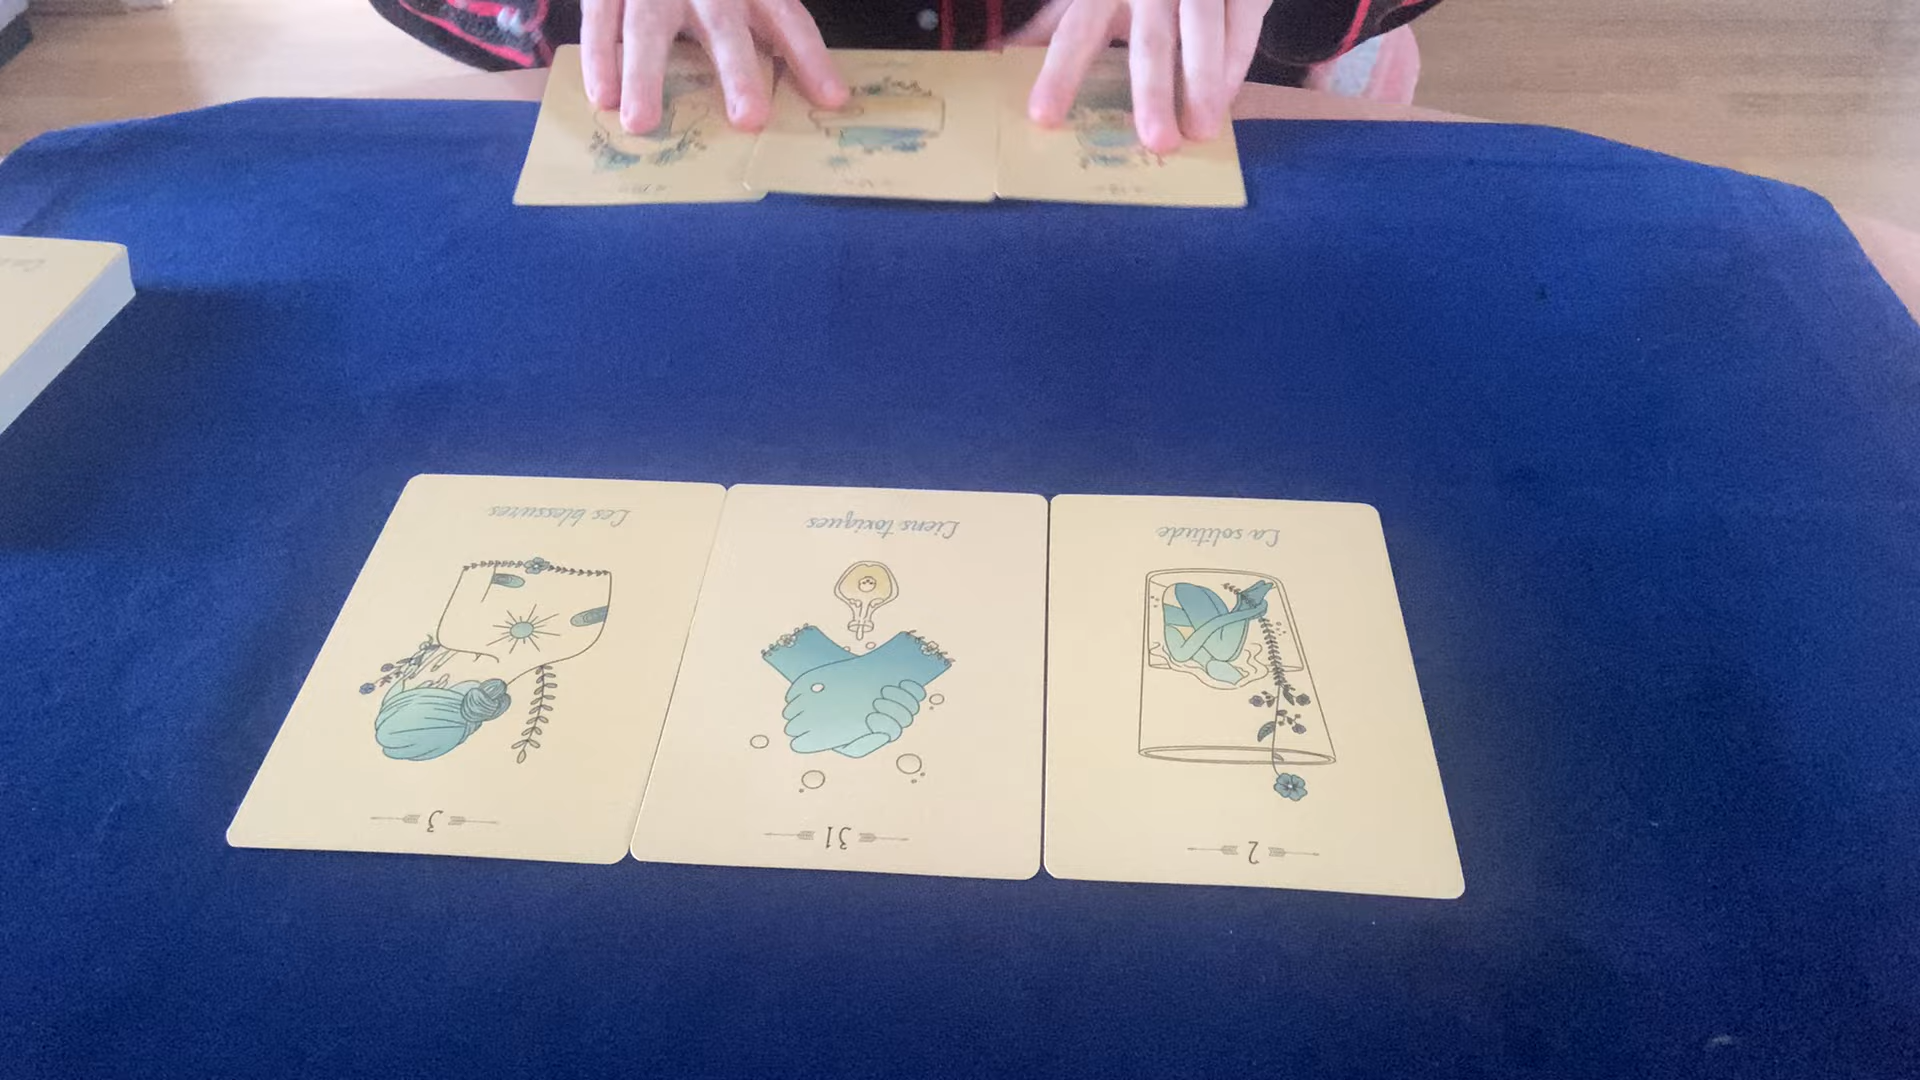 Les blessures
3
Liens toxiques
31
La solitude
2